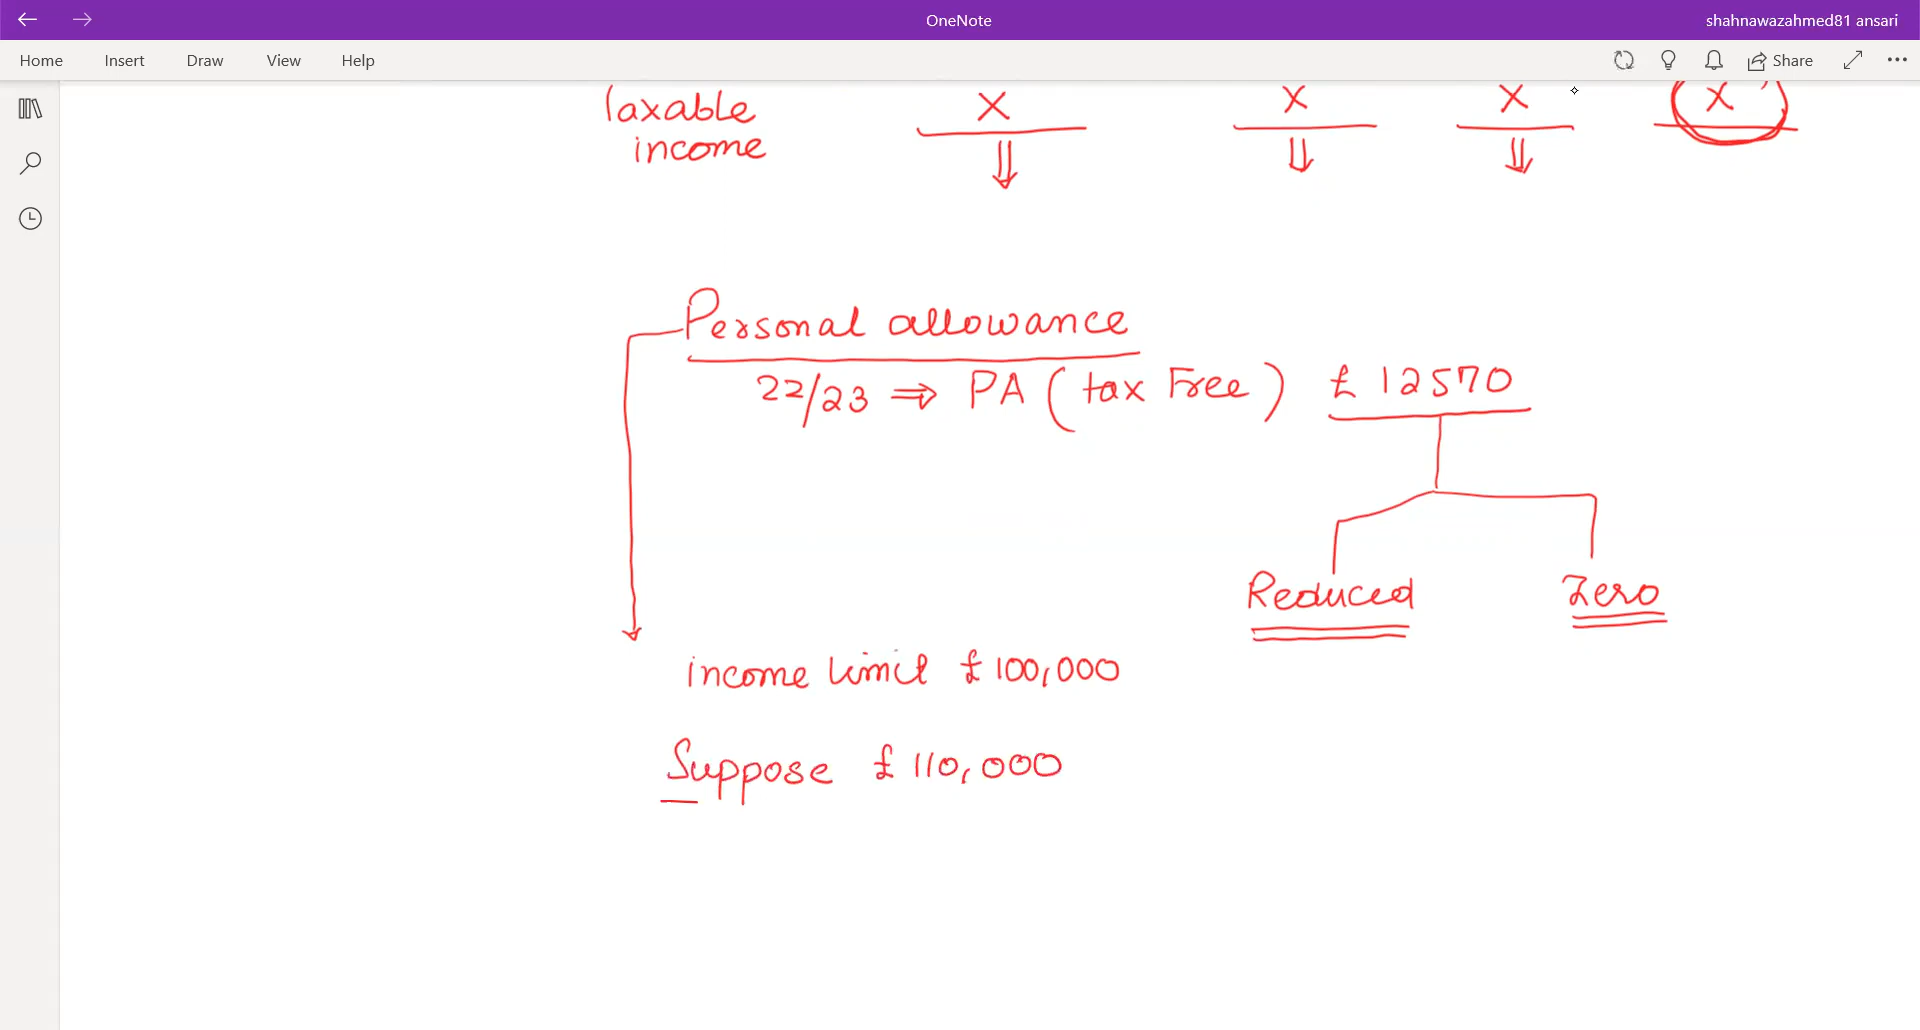 OneNote
shahnawazahmed81 ansari
Home Insert Draw View Help Share
Taxable X X X X
income
Personal allowance
22/23 ⇒ PA (tax Free) £ 12570
Reduced Zero
income limit £ 100,000
Suppose £ 110,000